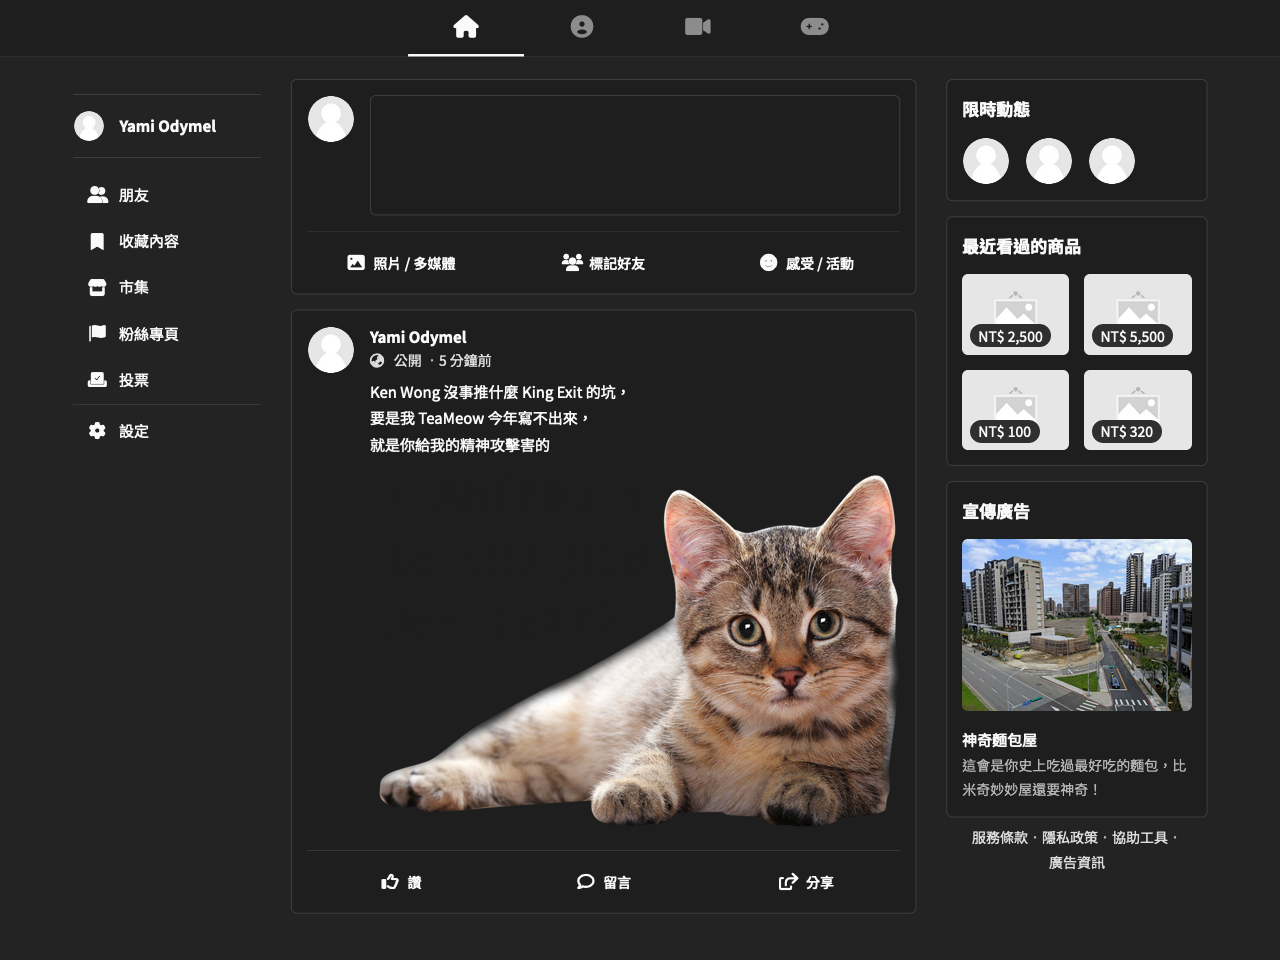 Yami Odymel
朋友
收藏內容
市集
粉絲專頁
投票
設定
照片 / 多媒體
標記好友
感受 / 活動
Yami Odymel
公開 · 5 分鐘前
Ken Wong 沒事推什麼 King Exit 的坑，
要是我 TeaMeow 今年寫不出來，
就是你給我的精神攻擊害的
讚
留言
分享
限時動態
最近看過的商品
NT$ 2,500
NT$ 5,500
NT$ 100
NT$ 320
宣傳廣告
神奇麵包屋
這會是你史上吃過最好吃的麵包，比
米奇妙妙屋還要神奇！
服務條款 · 隱私政策 · 協助工具 ·
廣告資訊